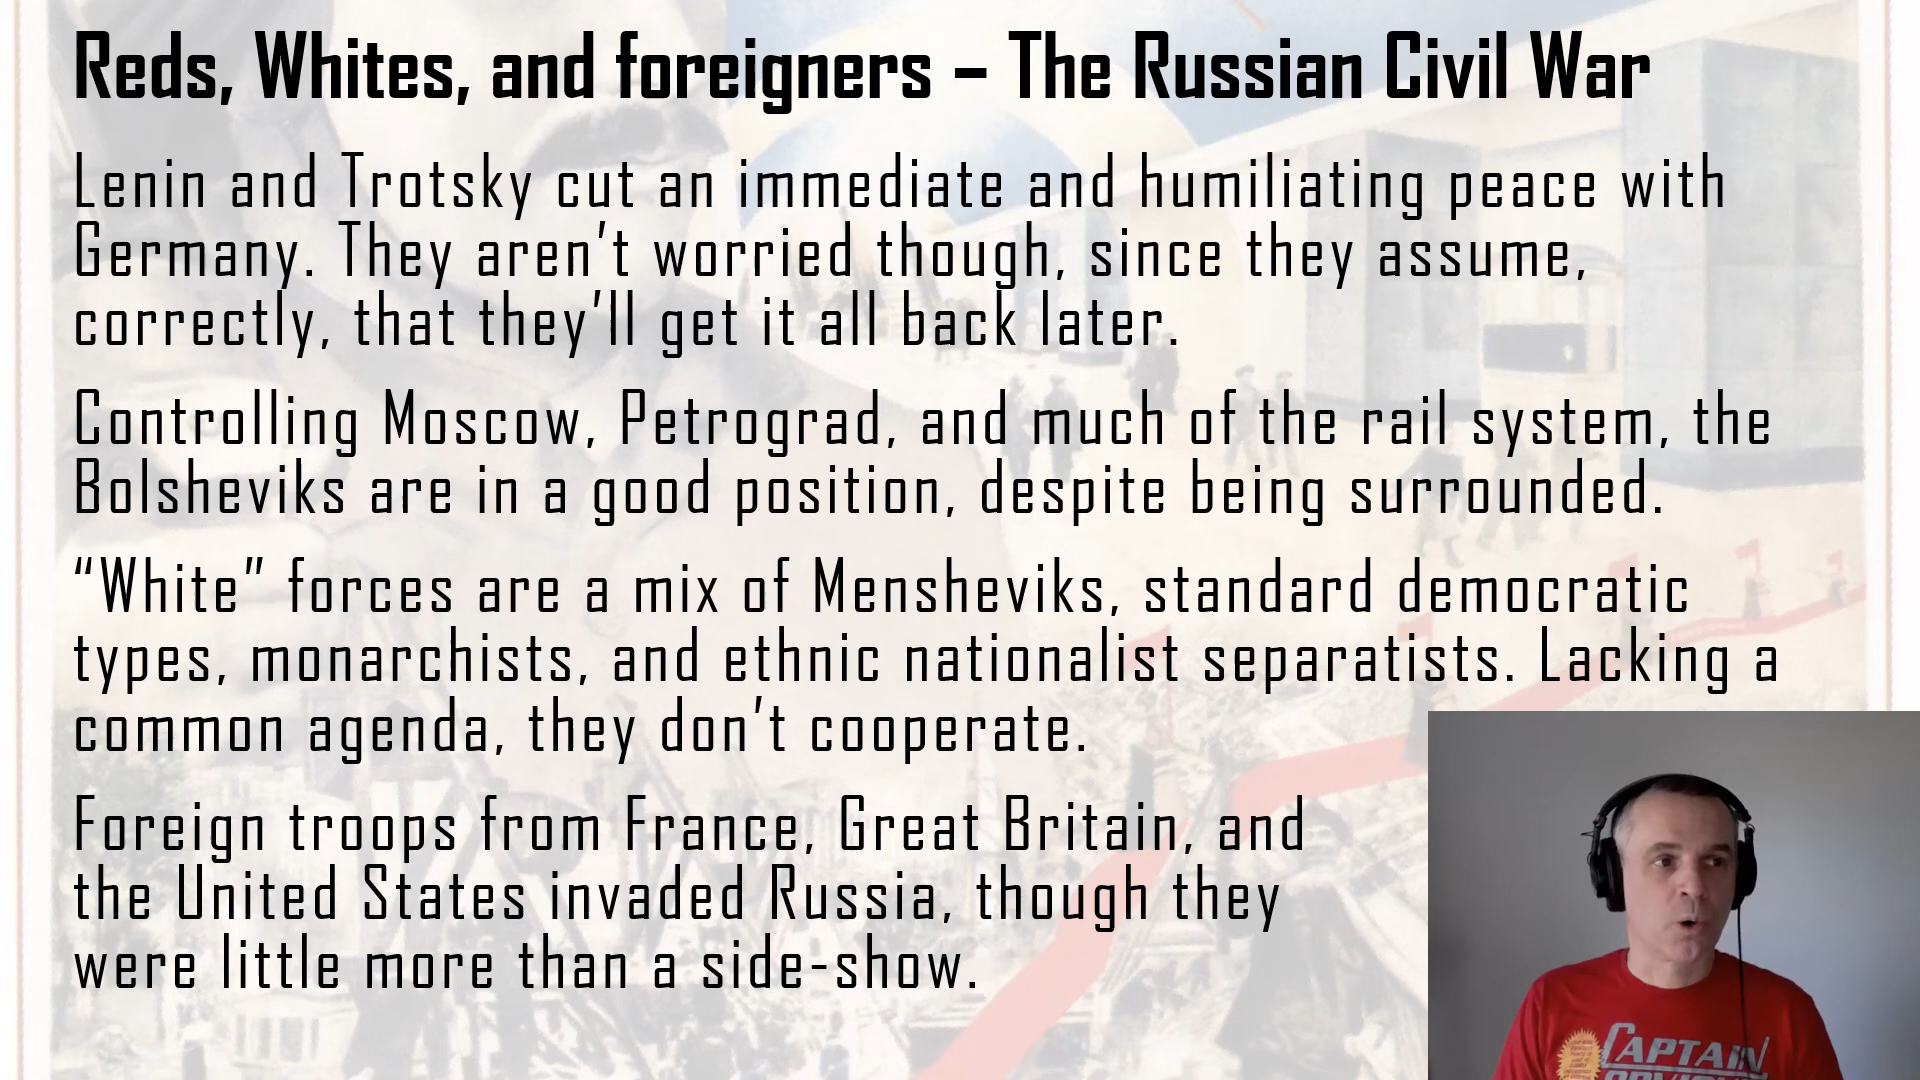 Reds, Whites, and foreigners – The Russian Civil War
Lenin and Trotsky cut an immediate and humiliating peace with
Germany. They aren’t worried though, since they assume,
correctly, that they’ll get it all back later.
Controlling Moscow, Petrograd, and much of the rail system, the
Bolsheviks are in a good position, despite being surrounded.
“White” forces are a mix of Mensheviks, standard democratic
types, monarchists, and ethnic nationalist separatists. Lacking a
common agenda, they don’t cooperate.
Foreign troops from France, Great Britain, and
the United States invaded Russia, though they
were little more than a side-show.
CAPTAIN